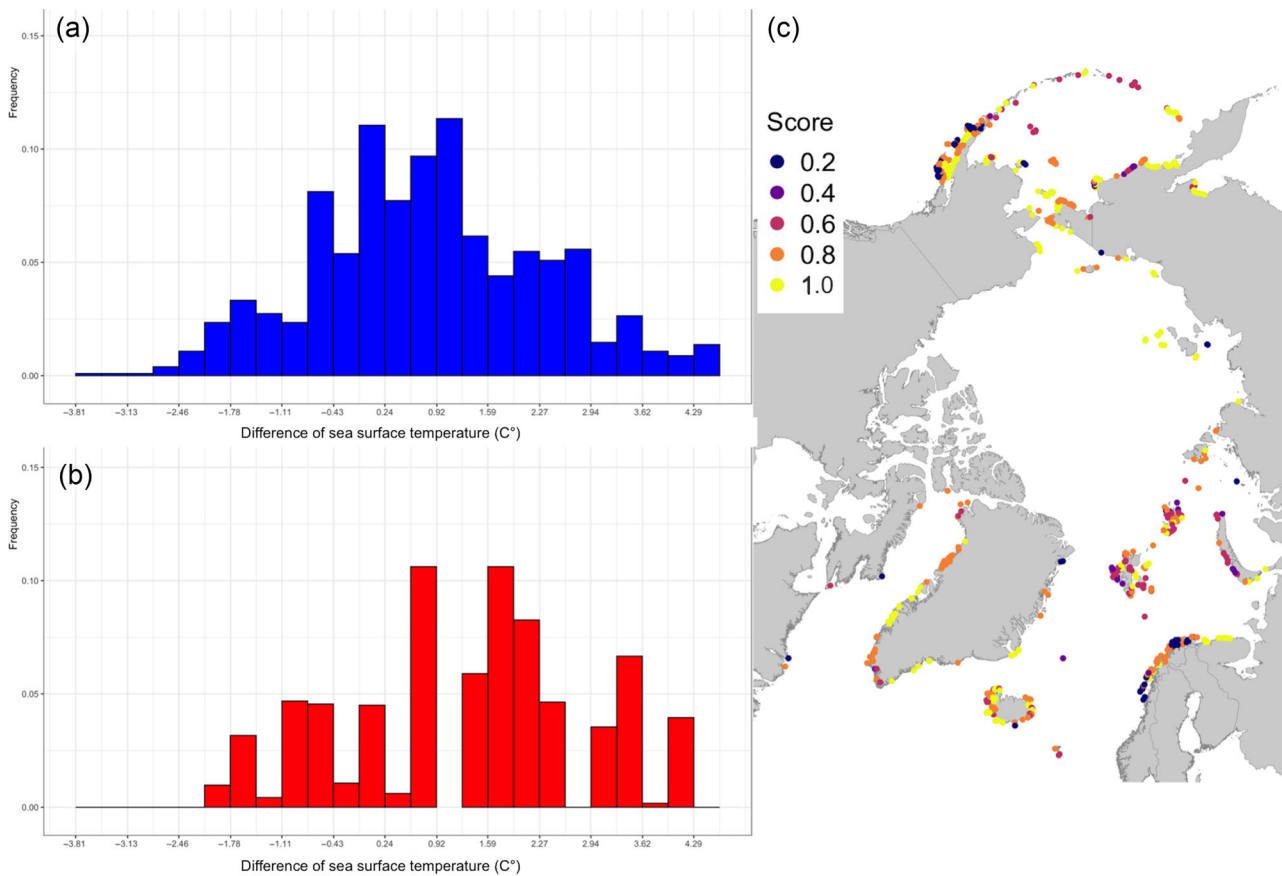 (a)
0.15
0.10
0.05
0.00
Frequency
−3.81 −3.13 −2.46 −1.78 −1.11 −0.43 0.24 0.92 1.59 2.27 2.94 3.62 4.29
Difference of sea surface temperature (C°)
(b)
0.15
0.10
0.05
0.00
Frequency
−3.81 −3.13 −2.46 −1.78 −1.11 −0.43 0.24 0.92 1.59 2.27 2.94 3.62 4.29
Difference of sea surface temperature (C°)
(c)
Score
0.2
0.4
0.6
0.8
1.0